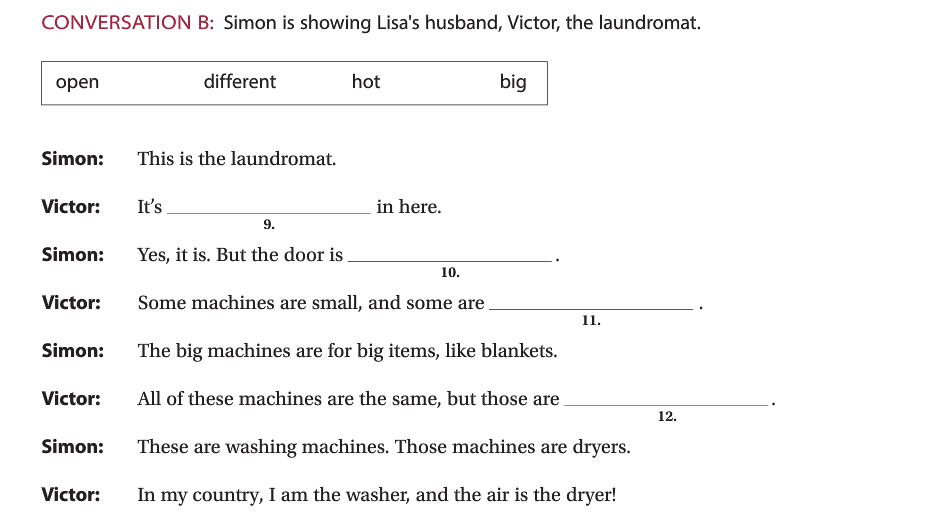 CONVERSATION B: Simon is showing Lisa's husband, Victor, the laundromat.
open different hot big
Simon: This is the laundromat.
Victor: It’s ____________________ in here.
9.
Simon: Yes, it is. But the door is ____________________ .
10.
Victor: Some machines are small, and some are ____________________ .
11.
Simon: The big machines are for big items, like blankets.
Victor: All of these machines are the same, but those are ____________________ .
12.
Simon: These are washing machines. Those machines are dryers.
Victor: In my country, I am the washer, and the air is the dryer!